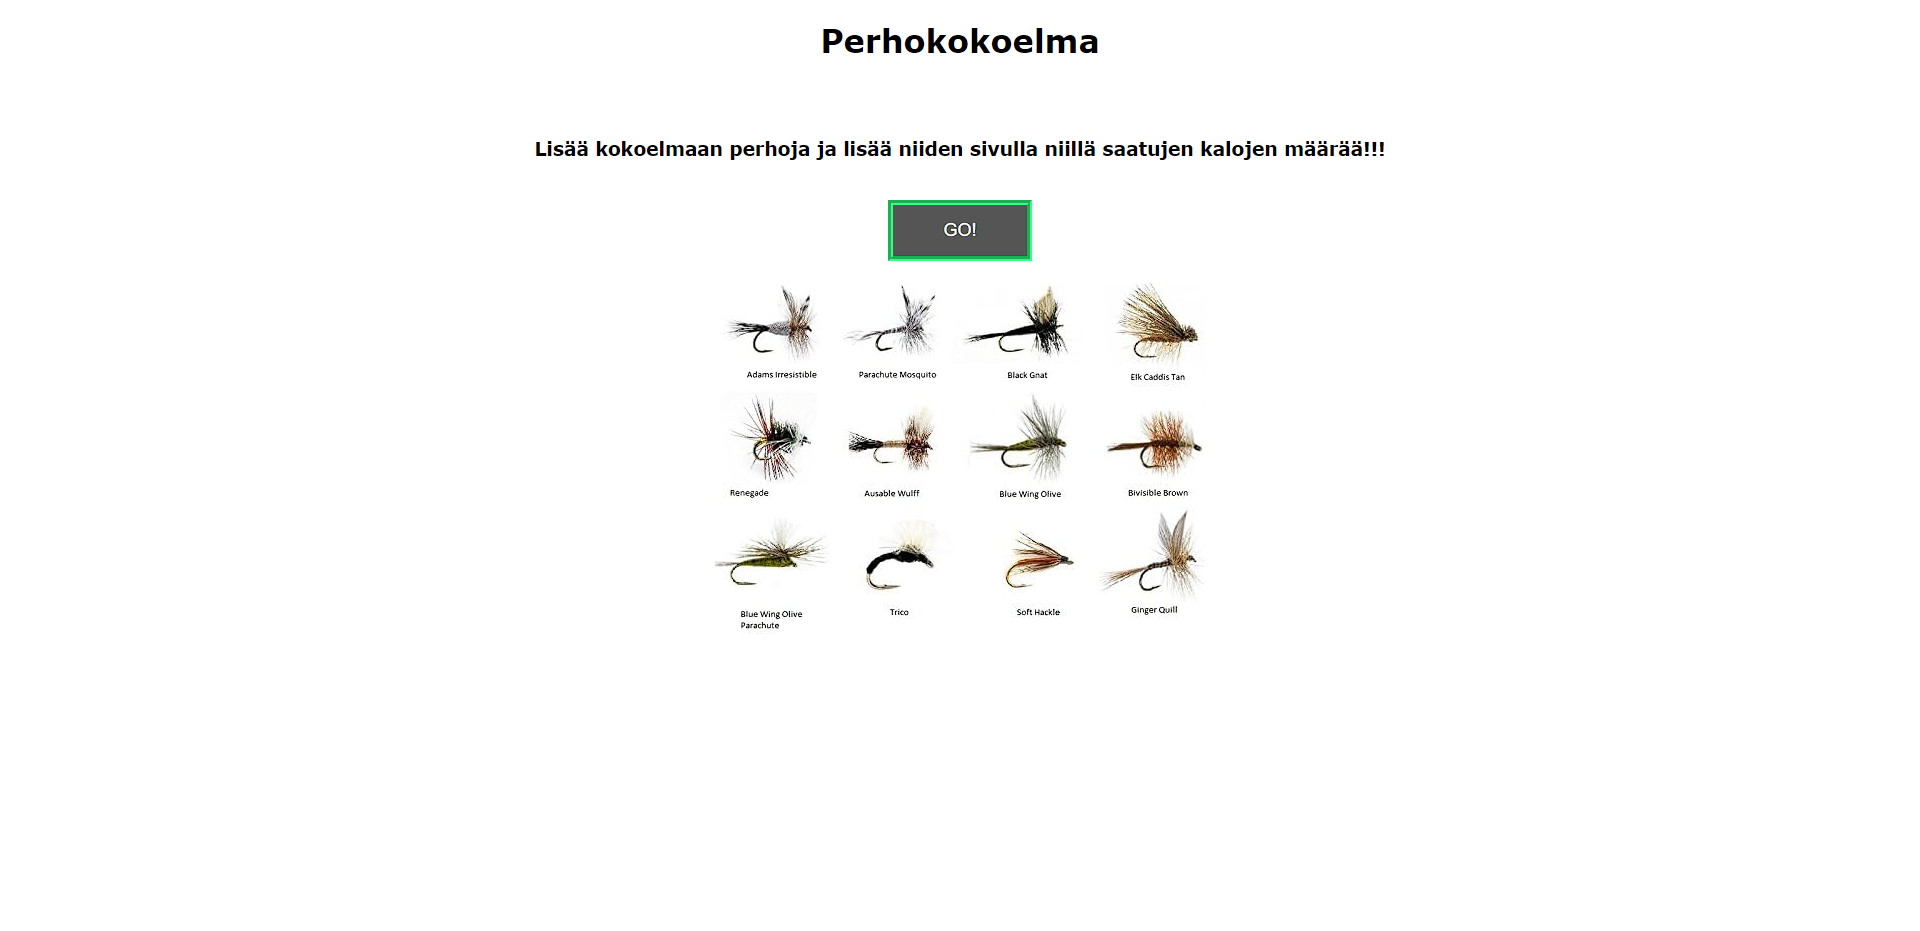 Perhokokoelma
Lisää kokoelmaan perhoja ja lisää niiden sivulla niillä saatujen kalojen määrää!!!
GO!
Adams Irresistible
Parachute Mosquito
Black Gnat
Elk Caddis Tan
Renegade
Ausable Wulff
Blue Wing Olive
Bivisible Brown
Blue Wing Olive
Parachute
Trico
Soft Hackle
Ginger Quill